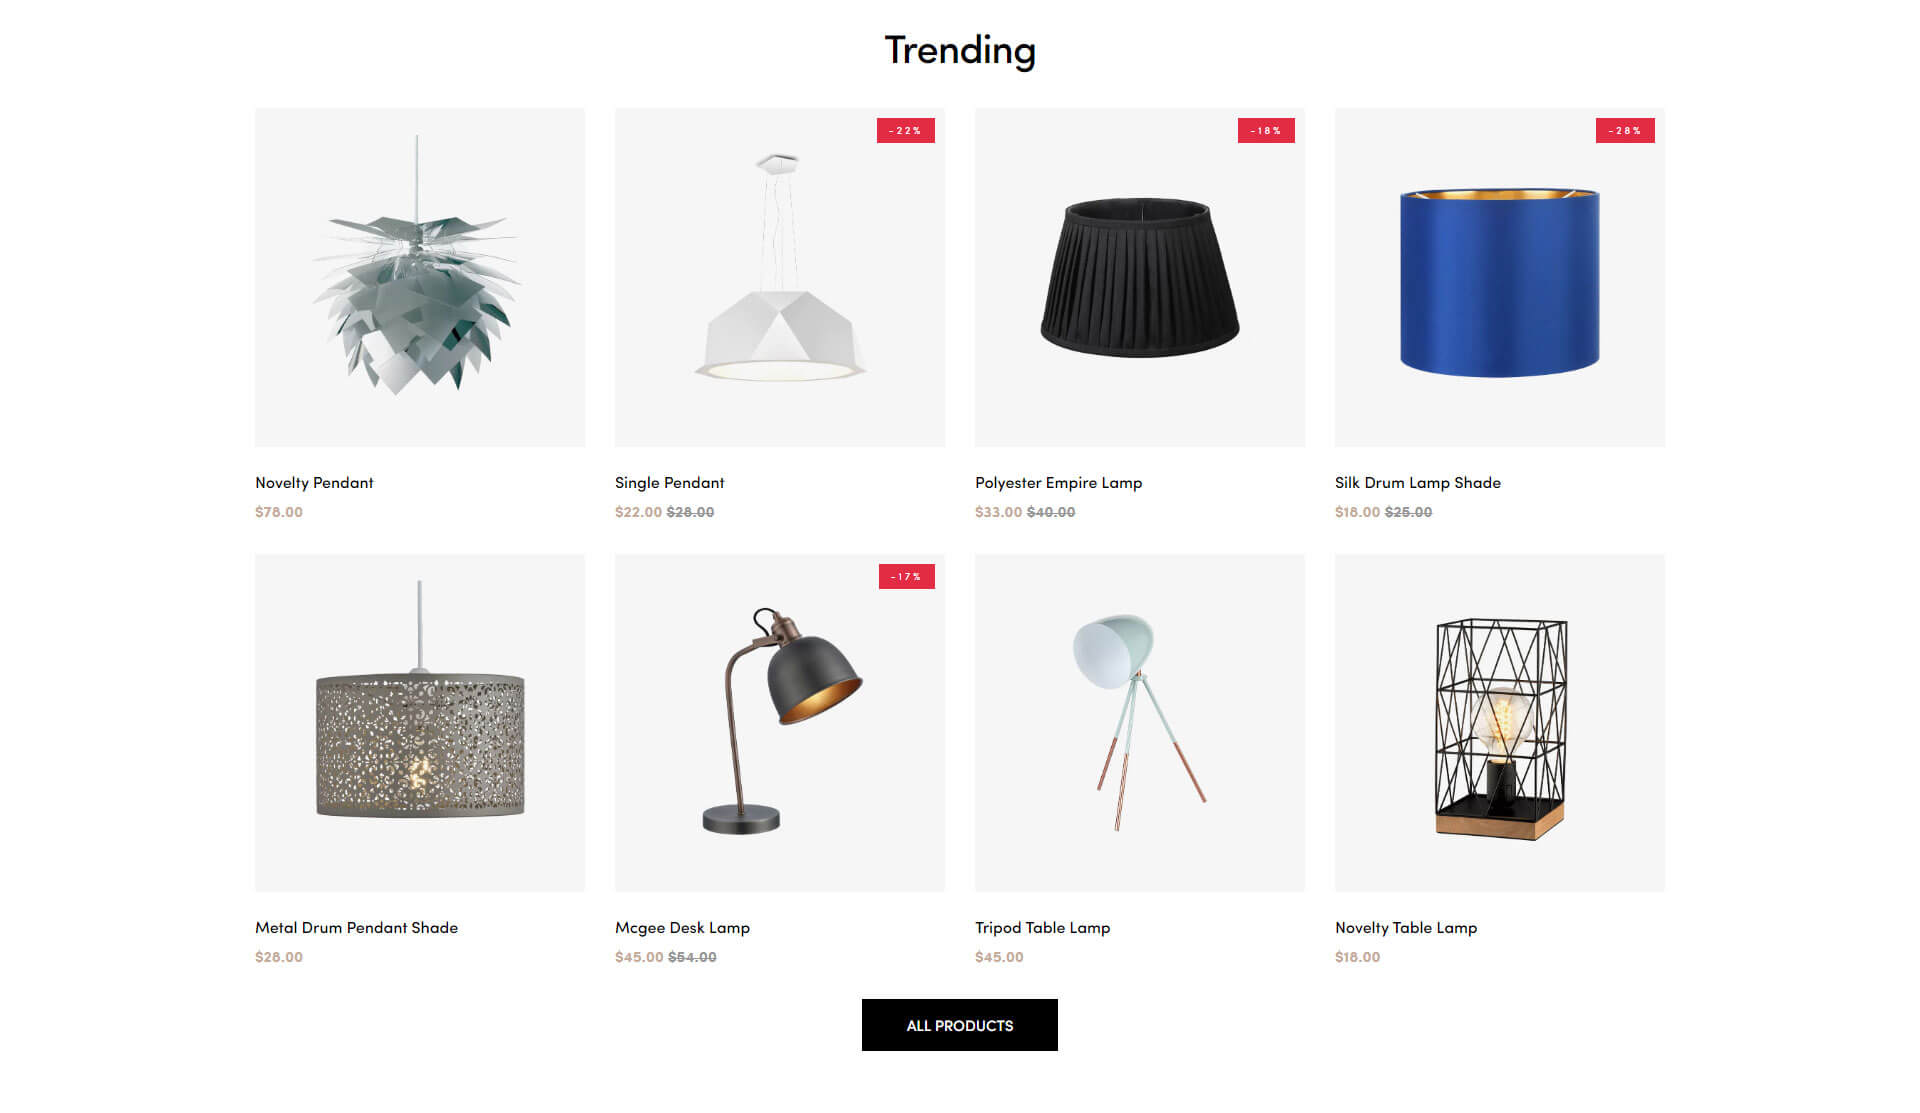 Trending
-22%
-18%
-28%
Novelty Pendant
Single Pendant
Polyester Empire Lamp
Silk Drum Lamp Shade
$78.00
$22.00 $28.00
$33.00 $40.00
$18.00 $25.00
-17%
Metal Drum Pendant Shade
Mcgee Desk Lamp
Tripod Table Lamp
Novelty Table Lamp
$28.00
$45.00 $54.00
$45.00
$18.00
ALL PRODUCTS